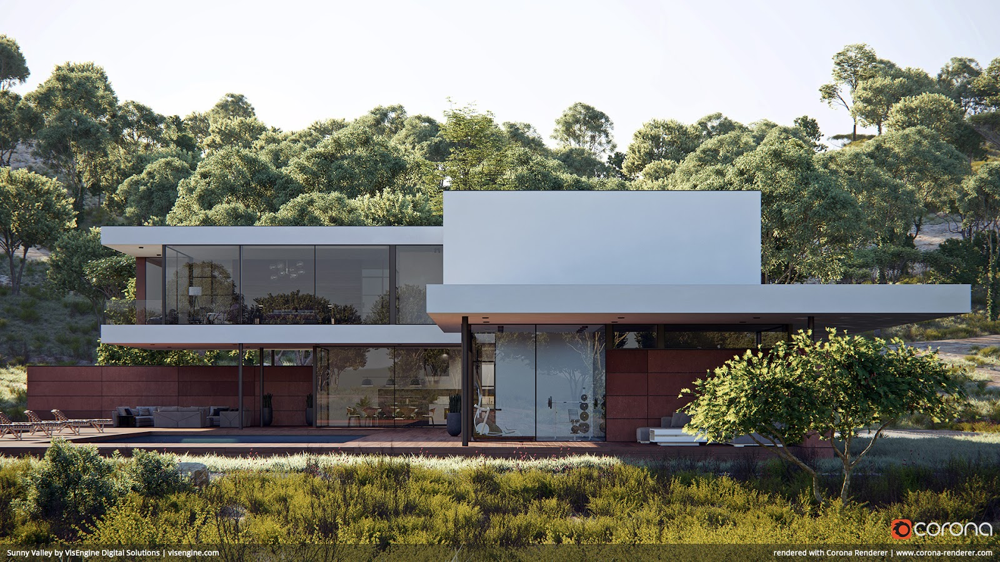 corona
Sunny Valley by VisEngine Digital Solutions | visengine.com
rendered with Corona Renderer | www.corona-renderer.com